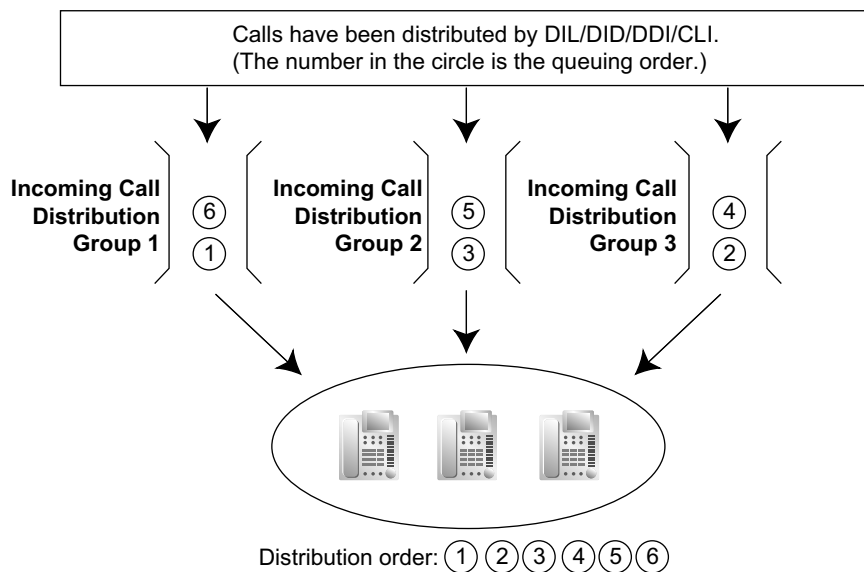 Calls have been distributed by DIL/DID/DDI/CLI.
(The number in the circle is the queuing order.)
Incoming Call
Distribution
Group 1
6
1
Incoming Call
Distribution
Group 2
5
3
Incoming Call
Distribution
Group 3
4
2
Distribution order: 1 2 3 4 5 6